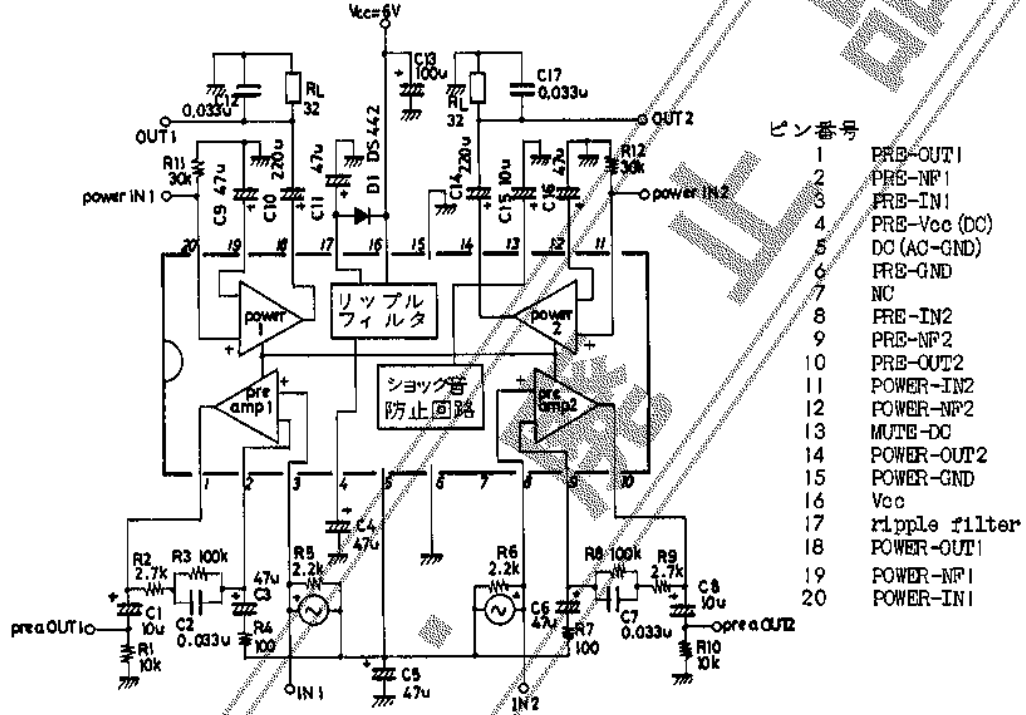 Vcc=6V
C13
100u
C12
0.033u
RL
32
DS442
RL
32
C17
0.033u
OUT1
OUT2
R11
30k
47u
220u
47u
D1
220u
10u
47u
R12
30k
power IN1
C9
C10
C11
C14
C15
C16
power IN2
20 19 18 17 16 15 14 13 12 11
power
1
リップル
フィルタ
power
2
ショック音
防止回路
pre
amp1
pre
amp2
1 2 3 4 5 6 7 8 9 10
R2
2.7k
R3 100k
C2
0.033u
C1
10u
47u
C3
R4
100
R5
2.2k
C4
47u
R6
2.2k
C6
47u
R7
100
R8 100k
C7
0.033u
R9
2.7k
C8
10u
preaOUT1
R1
10k
preaOUT2
R10
10k
IN1
C5
47u
IN2
ピン番号
1 PRE-OUT1
2 PRE-NF1
3 PRE-IN1
4 PRE-Vcc(DC)
5 DC(AC-GND)
6 PRE-GND
7 NC
8 PRE-IN2
9 PRE-NF2
10 PRE-OUT2
11 POWER-IN2
12 POWER-NF2
13 MUTE-DC
14 POWER-OUT2
15 POWER-GND
16 Vcc
17 ripple filter
18 POWER-OUT1
19 POWER-NF1
20 POWER-IN1